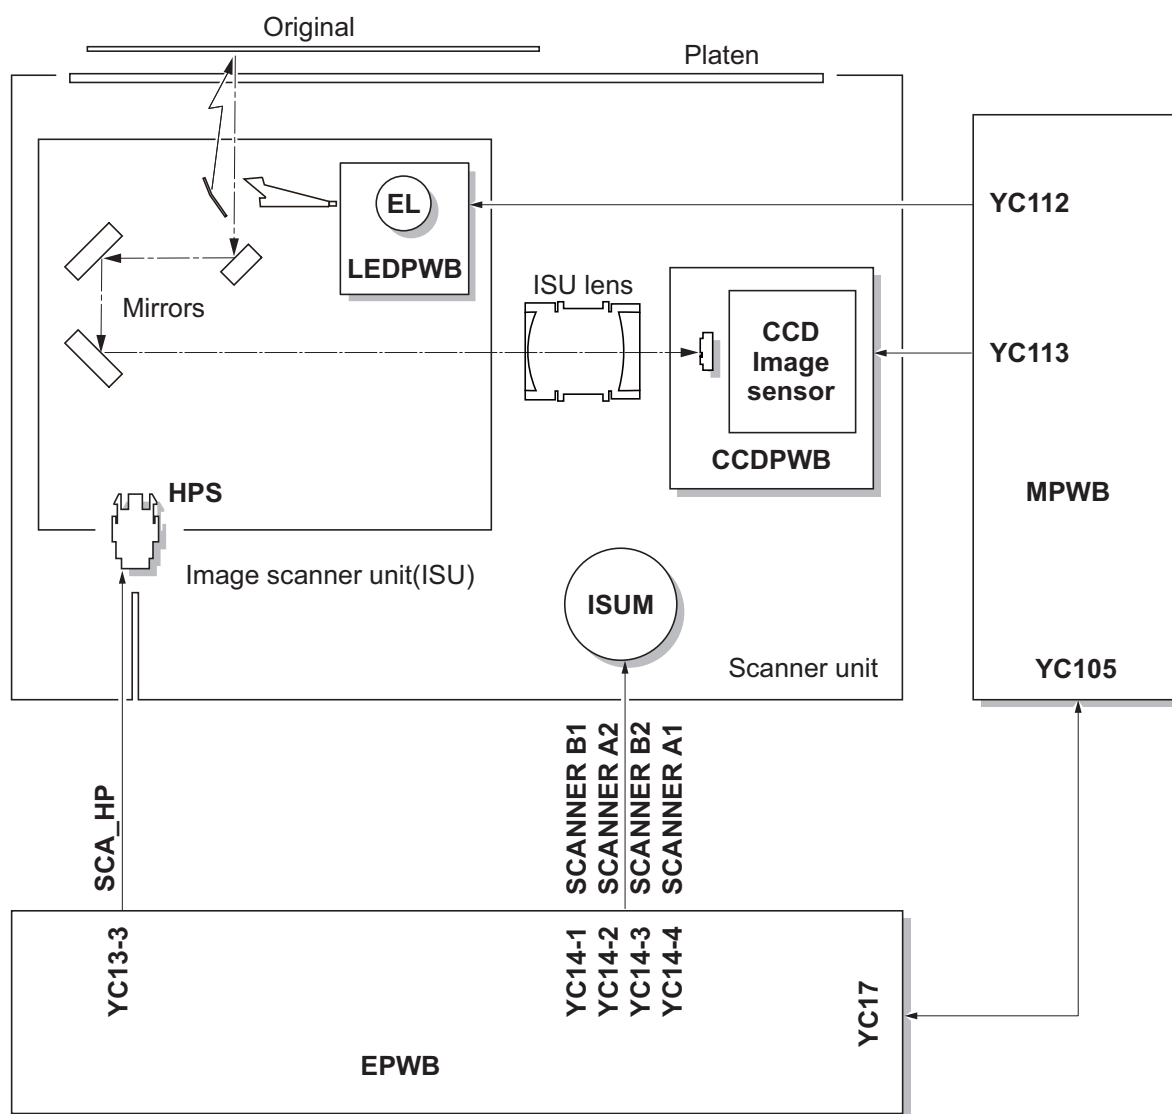 Original
Platen
EL
LEDPWB
YC112
Mirrors
ISU lens
CCD
Image
sensor
CCDPWB
YC113
MPWB
HPS
Image scanner unit(ISU)
ISUM
Scanner unit
YC105
SCA_HP
SCANNER B1
SCANNER A2
SCANNER B2
SCANNER A1
YC13-3
YC14-1
YC14-2
YC14-3
YC14-4
YC17
EPWB